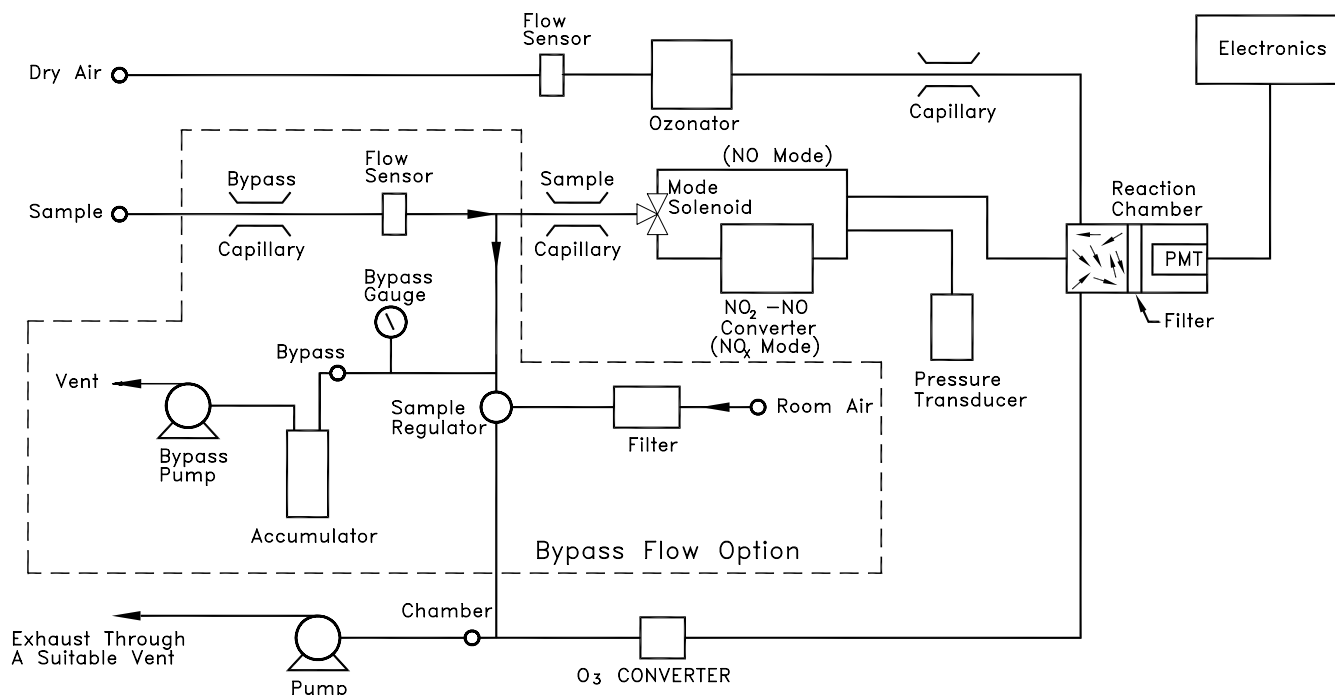 Flow
Sensor
Electronics
Dry Air
Ozonator
Capillary
(NO Mode)
Flow
Sensor
Bypass
Sample
Mode
Solenoid
Reaction
Chamber
Sample
Capillary
Capillary
PMT
Bypass
Gauge
NO₂ –NO
Converter
(NOₓ Mode)
Filter
Bypass
Vent
Pressure
Transducer
Sample
Regulator
Room Air
Filter
Bypass
Pump
Accumulator
Bypass Flow Option
Chamber
Exhaust Through
A Suitable Vent
O₃ CONVERTER
Pump